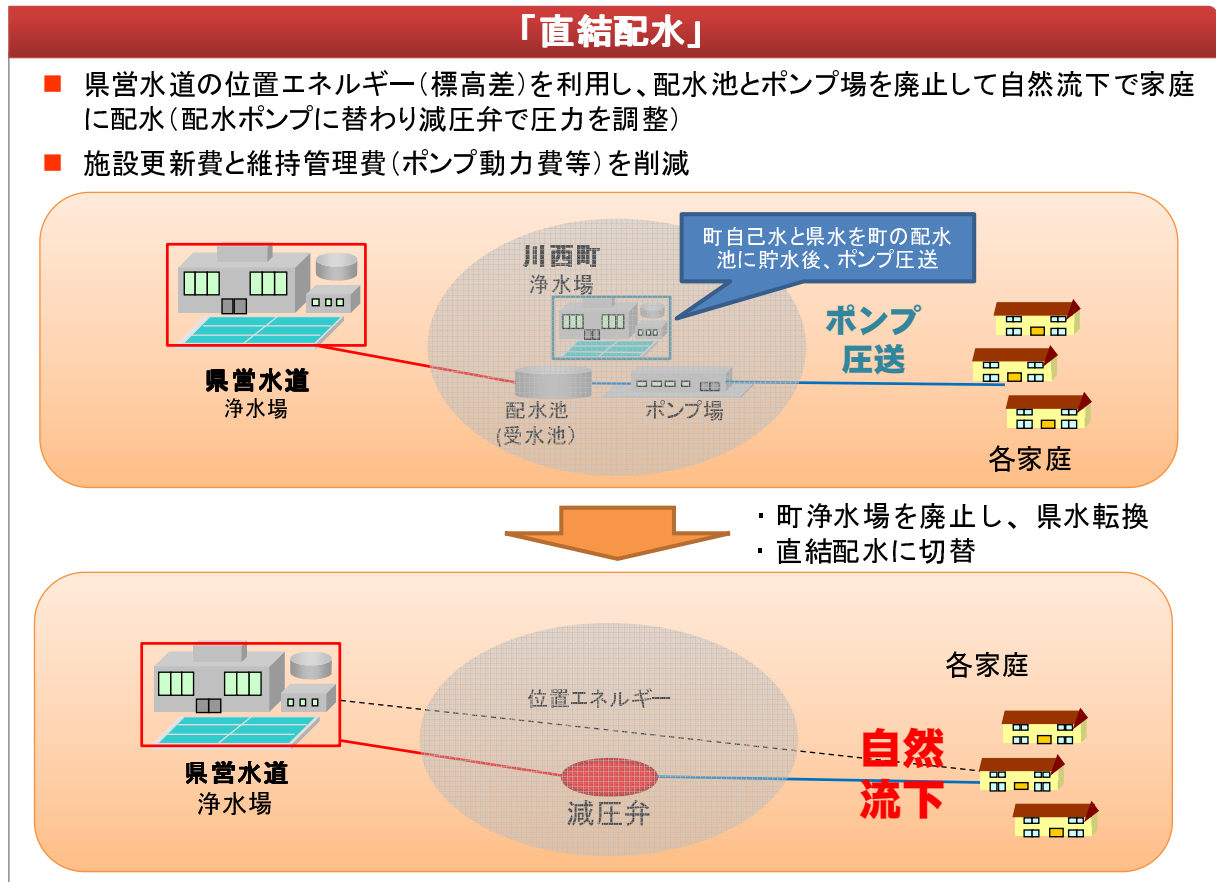 「直結配水」
■ 県営水道の位置エネルギー(標高差)を利用し、配水池とポンプ場を廃止して自然流下で家庭
に配水(配水ポンプに替わり減圧弁で圧力を調整)
■ 施設更新費と維持管理費(ポンプ動力費等)を削減
町自己水と県水を町の配水
池に貯水後、ポンプ圧送
川西町
浄水場
ポンプ
圧送
県営水道
浄水場
配水池
(受水池)
ポンプ場
各家庭
・町浄水場を廃止し、県水転換
・直結配水に切替
各家庭
位置エネルギー
自然
流下
県営水道
浄水場
減圧弁